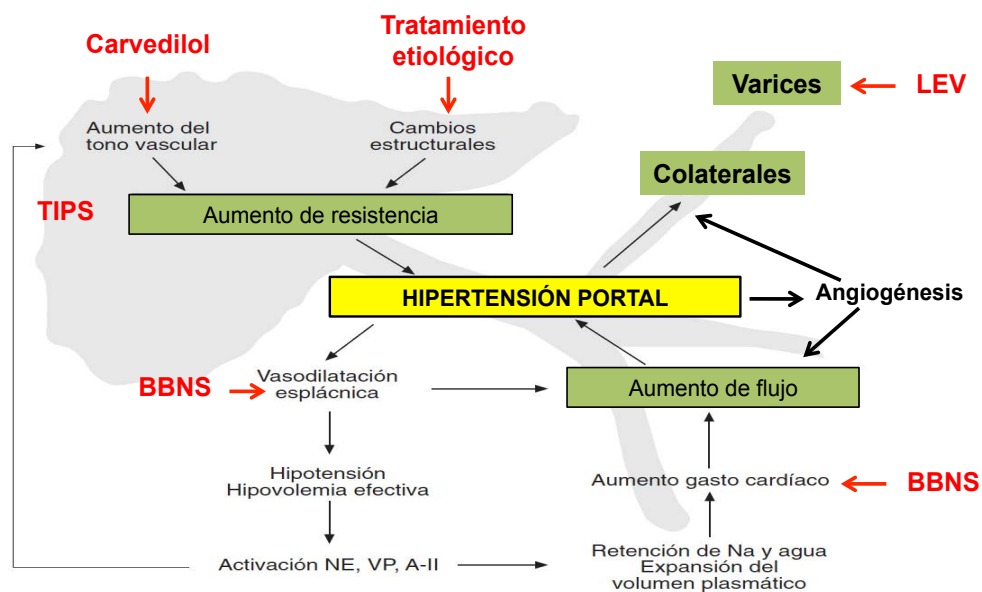 Carvedilol
Tratamiento
etiológico
Varices
LEV
Aumento del
tono vascular
Cambios
estructurales
Colaterales
TIPS
Aumento de resistencia
HIPERTENSIÓN PORTAL
Angiogénesis
BBNS
Vasodilatación
esplácnica
Aumento de flujo
Hipotensión
Hipovolemia efectiva
Aumento gasto cardíaco
BBNS
Activación NE, VP, A-II
Retención de Na y agua
Expansión del
volumen plasmático